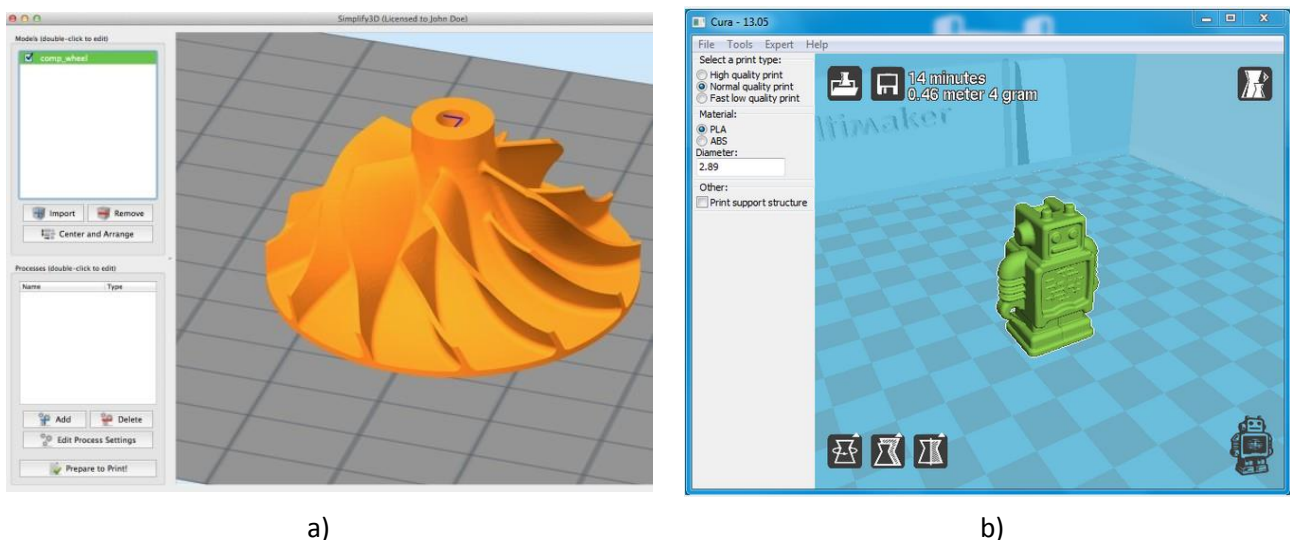 Simplify3D (Licensed to John Doe)
Models (double-click to edit)
comp_wheel
Import
Remove
Center and Arrange
Processes (double-click to edit)
Name Type
Add
Delete
Edit Process Settings
Prepare to Print!
a)
Cura - 13.05
File Tools Expert Help
Select a print type:
High quality print
Normal quality print
Fast low quality print
Material:
PLA
ABS
Diameter:
2.89
Other:
Print support structure
14 minutes
0.46 meter 4 gram
ltimaker
b)